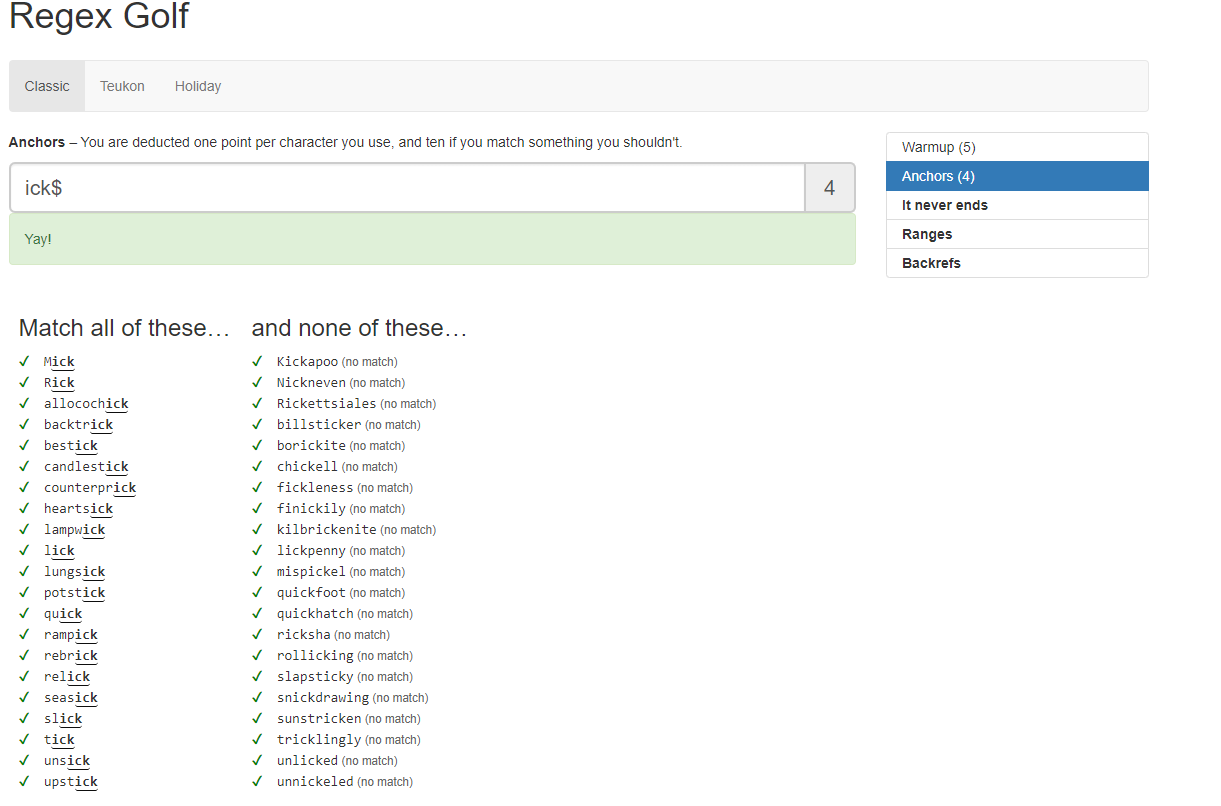 Regex Golf
Classic Teukon Holiday
Anchors – You are deducted one point per character you use, and ten if you match something you shouldn't.
ick$ 4
Yay!
Warmup (5)
Anchors (4)
It never ends
Ranges
Backrefs
Match all of these…
✓ Mick
✓ Rick
✓ allocochick
✓ backtrick
✓ bestick
✓ candlestick
✓ counterprick
✓ heartsick
✓ lampwick
✓ lick
✓ lungsick
✓ potstick
✓ quick
✓ rampick
✓ rebrick
✓ relick
✓ seasick
✓ slick
✓ tick
✓ unsick
✓ upstick
and none of these…
✓ Kickapoo (no match)
✓ Nickneven (no match)
✓ Rickettsiales (no match)
✓ billsticker (no match)
✓ borickite (no match)
✓ chickell (no match)
✓ fickleness (no match)
✓ finickily (no match)
✓ kilbrickenite (no match)
✓ lickpenny (no match)
✓ mispickel (no match)
✓ quickfoot (no match)
✓ quickhatch (no match)
✓ ricksha (no match)
✓ rollicking (no match)
✓ slapsticky (no match)
✓ snickdrawing (no match)
✓ sunstricken (no match)
✓ tricklingly (no match)
✓ unlicked (no match)
✓ unnickeled (no match)